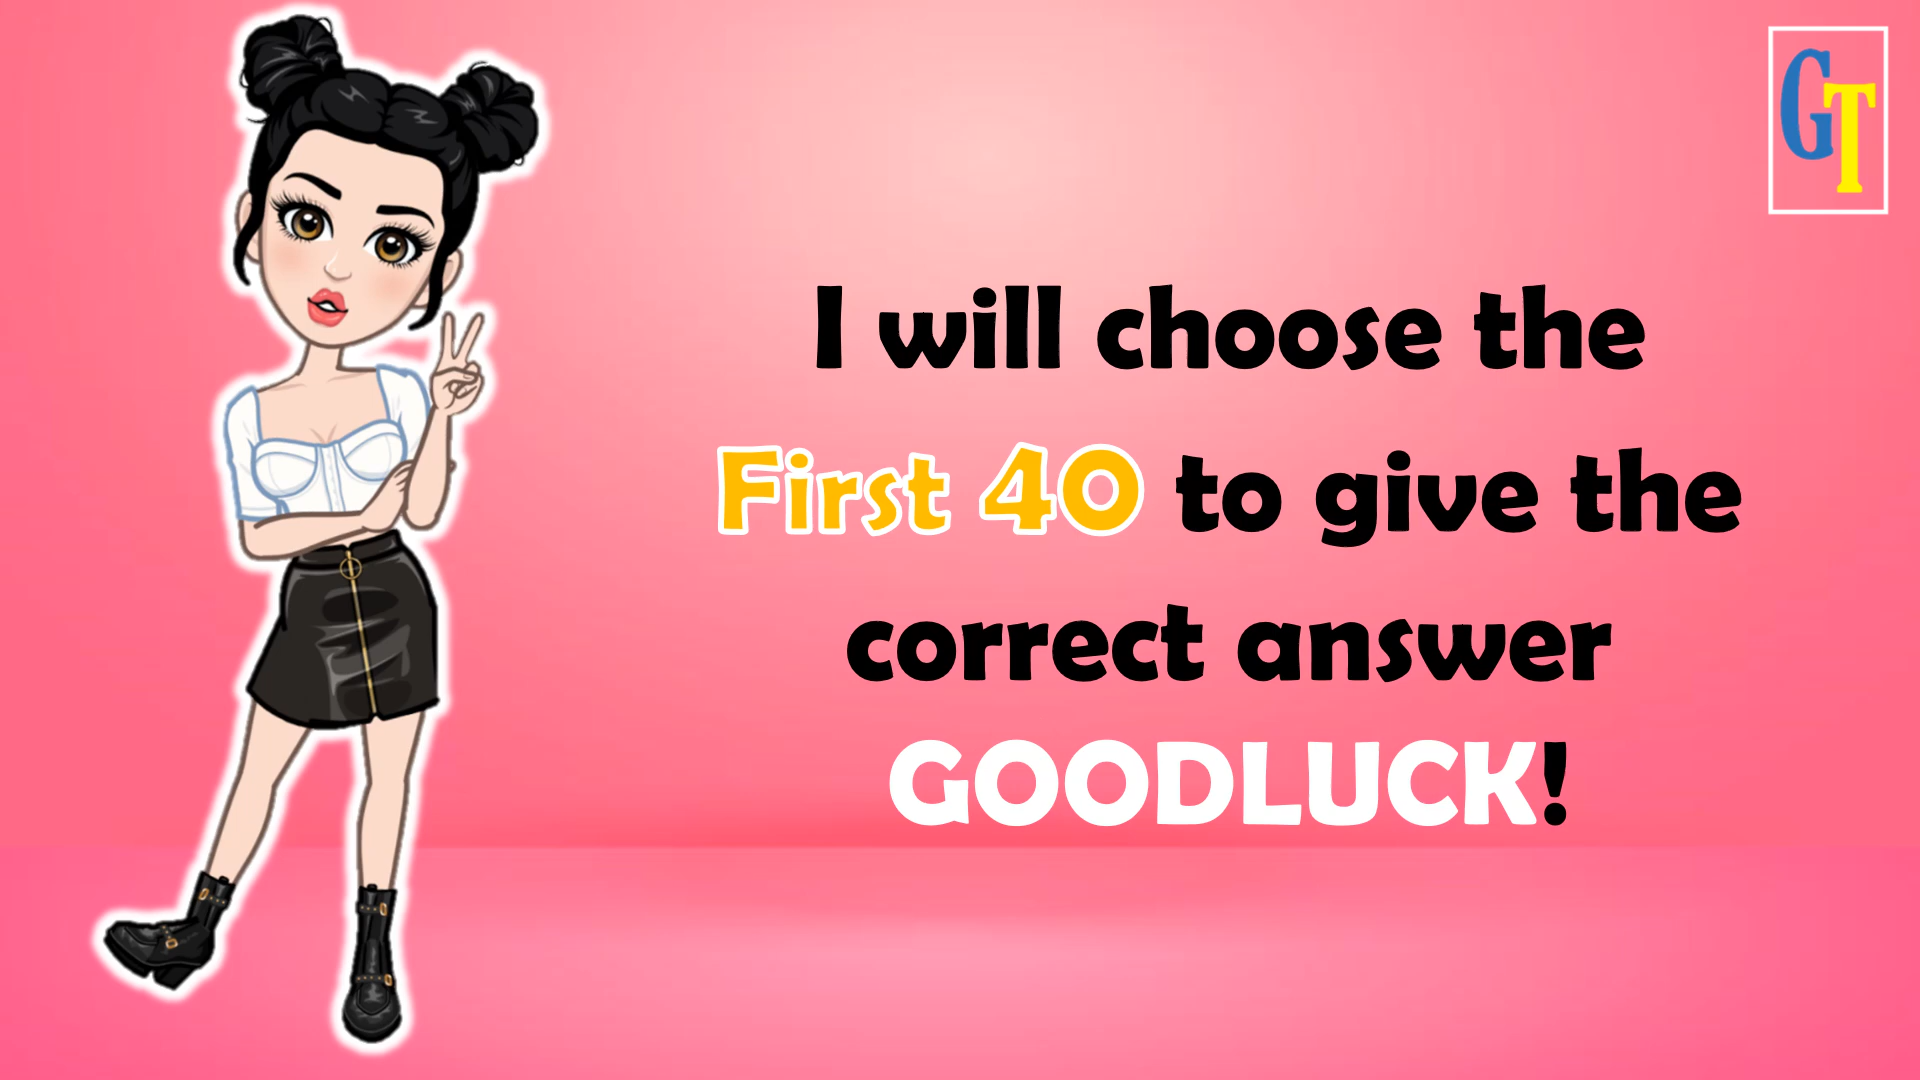 GT
I will choose the
First 40 to give the
correct answer
GOODLUCK!